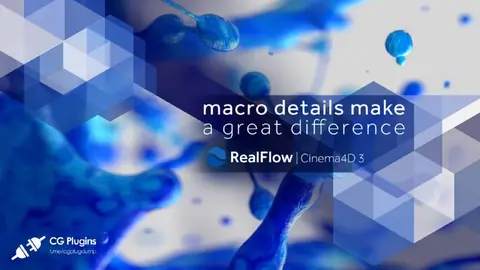 macro details make
a great difference
RealFlow | Cinema4D 3
CG Plugins